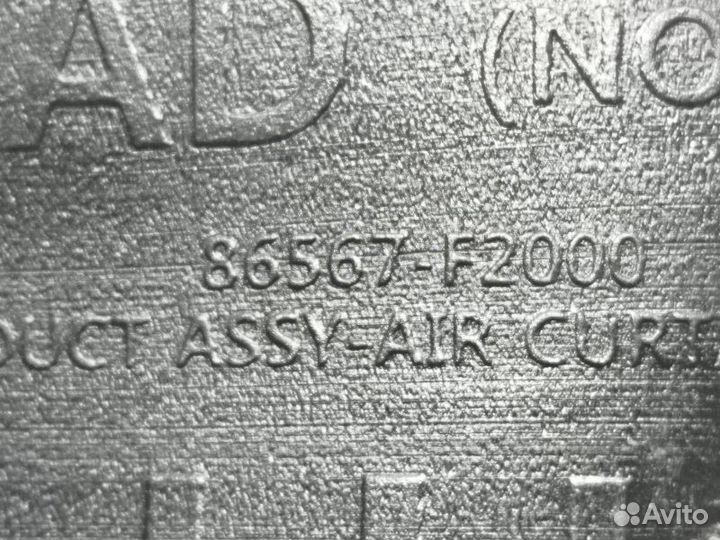 AD (NO
86567-F2000
DUCT ASSY-AIR CURT
Avito